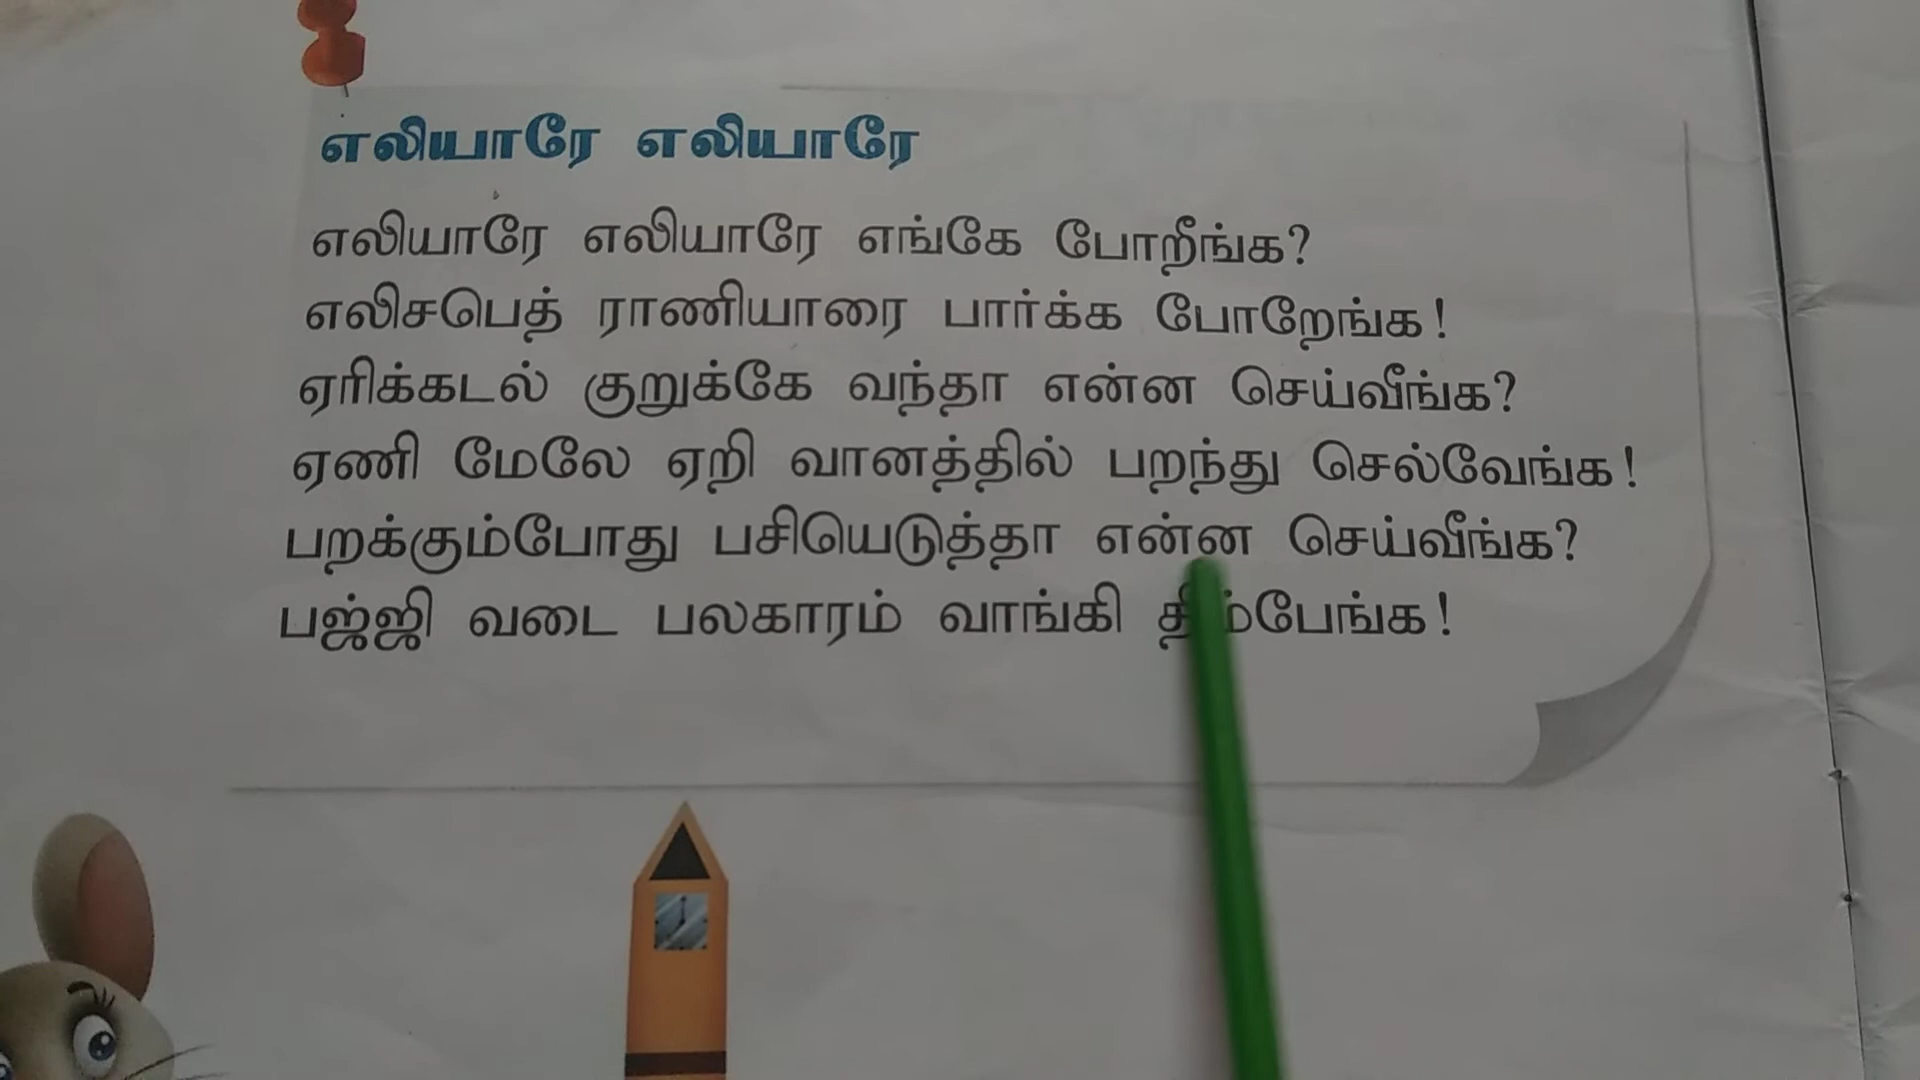 எலியாரே எலியாரே
எலியாரே எலியாரே எங்கே போறீங்க?
எலிசபெத் ராணியாரை பார்க்க போறேங்க!
ஏரிக்கடல் குறுக்கே வந்தா என்ன செய்வீங்க?
ஏணி மேலே ஏறி வானத்தில் பறந்து செல்வேங்க!
பறக்கும்போது பசியெடுத்தா என்ன செய்வீங்க?
பஜ்ஜி வடை பலகாரம் வாங்கி